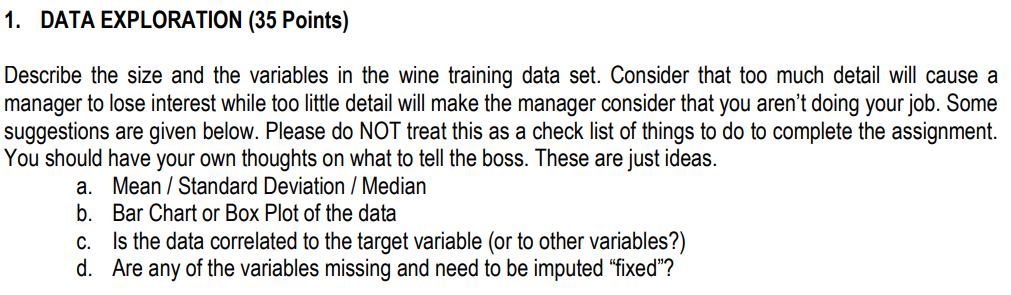 1. DATA EXPLORATION (35 Points)
Describe the size and the variables in the wine training data set. Consider that too much detail will cause a
manager to lose interest while too little detail will make the manager consider that you aren’t doing your job. Some
suggestions are given below. Please do NOT treat this as a check list of things to do to complete the assignment.
You should have your own thoughts on what to tell the boss. These are just ideas.
a. Mean / Standard Deviation / Median
b. Bar Chart or Box Plot of the data
c. Is the data correlated to the target variable (or to other variables?)
d. Are any of the variables missing and need to be imputed “fixed”?